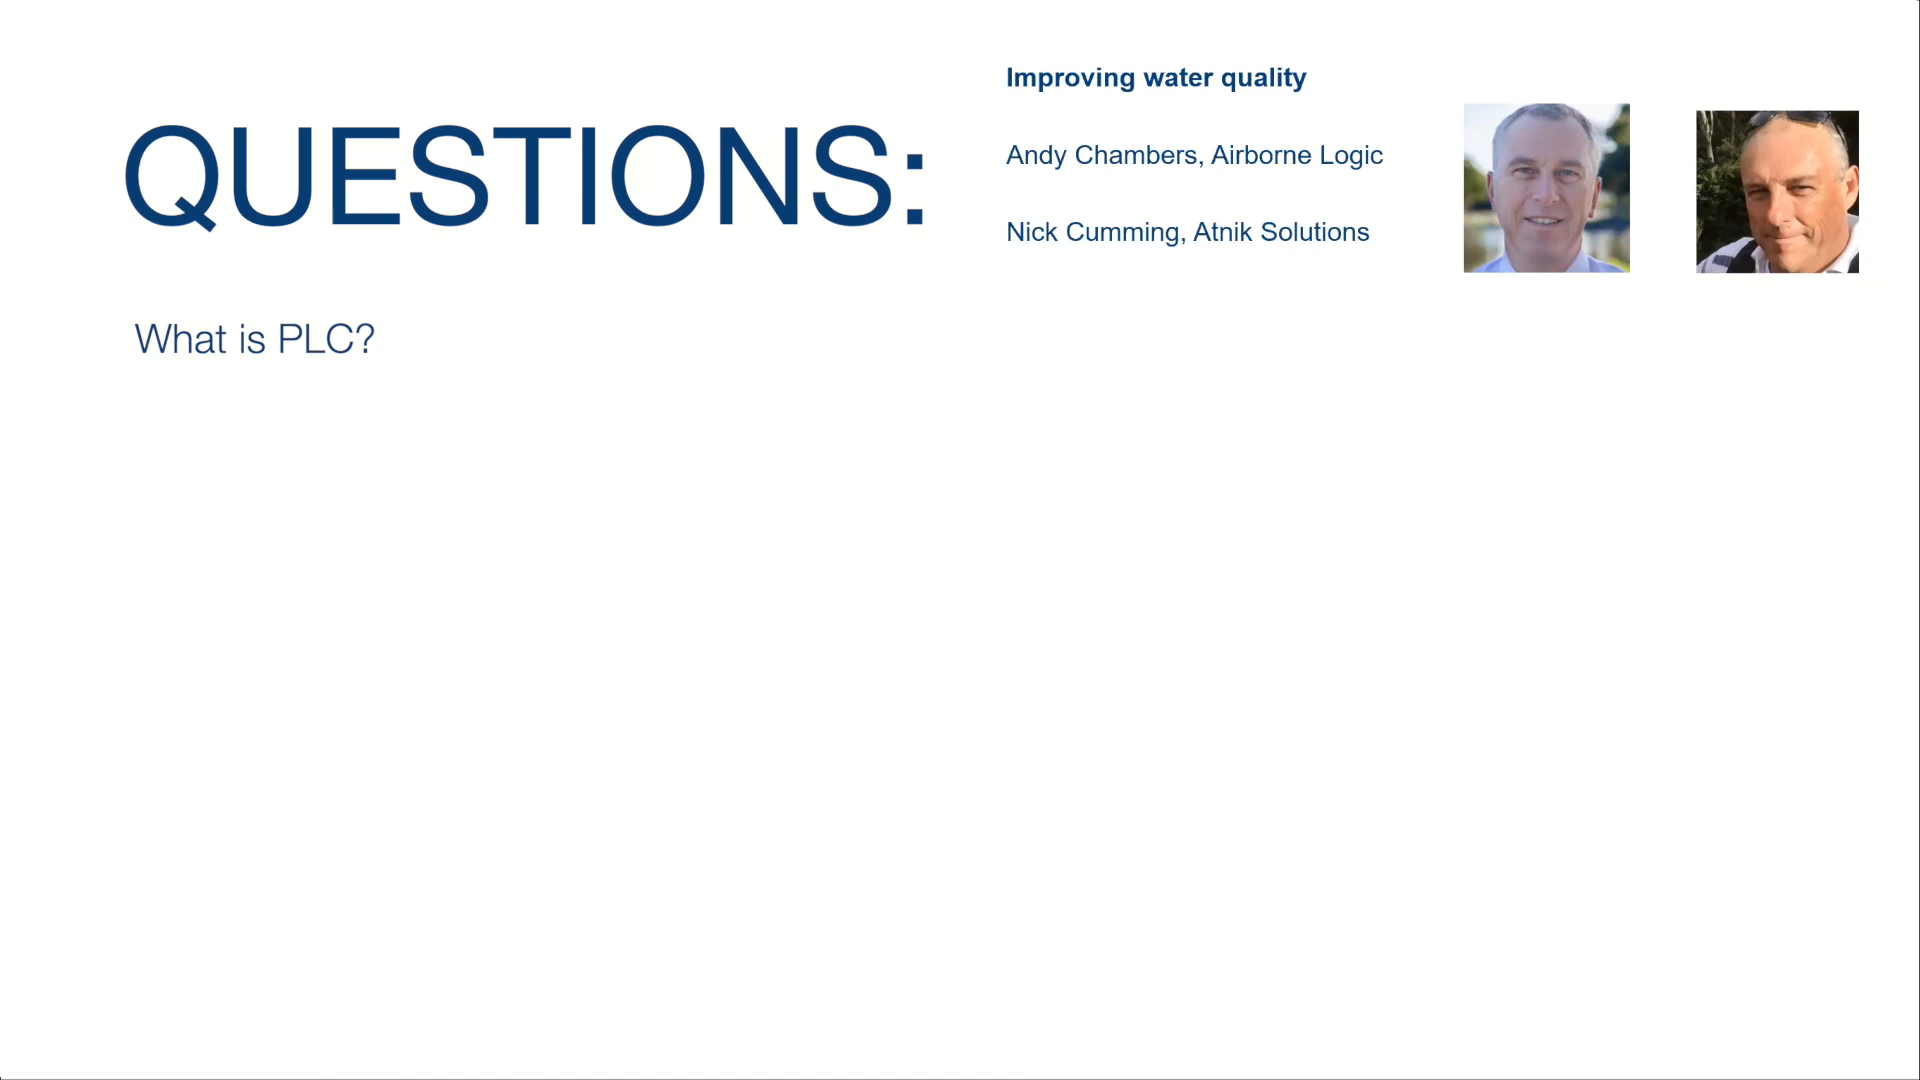 QUESTIONS:
What is PLC?
Improving water quality
Andy Chambers, Airborne Logic
Nick Cumming, Atnik Solutions